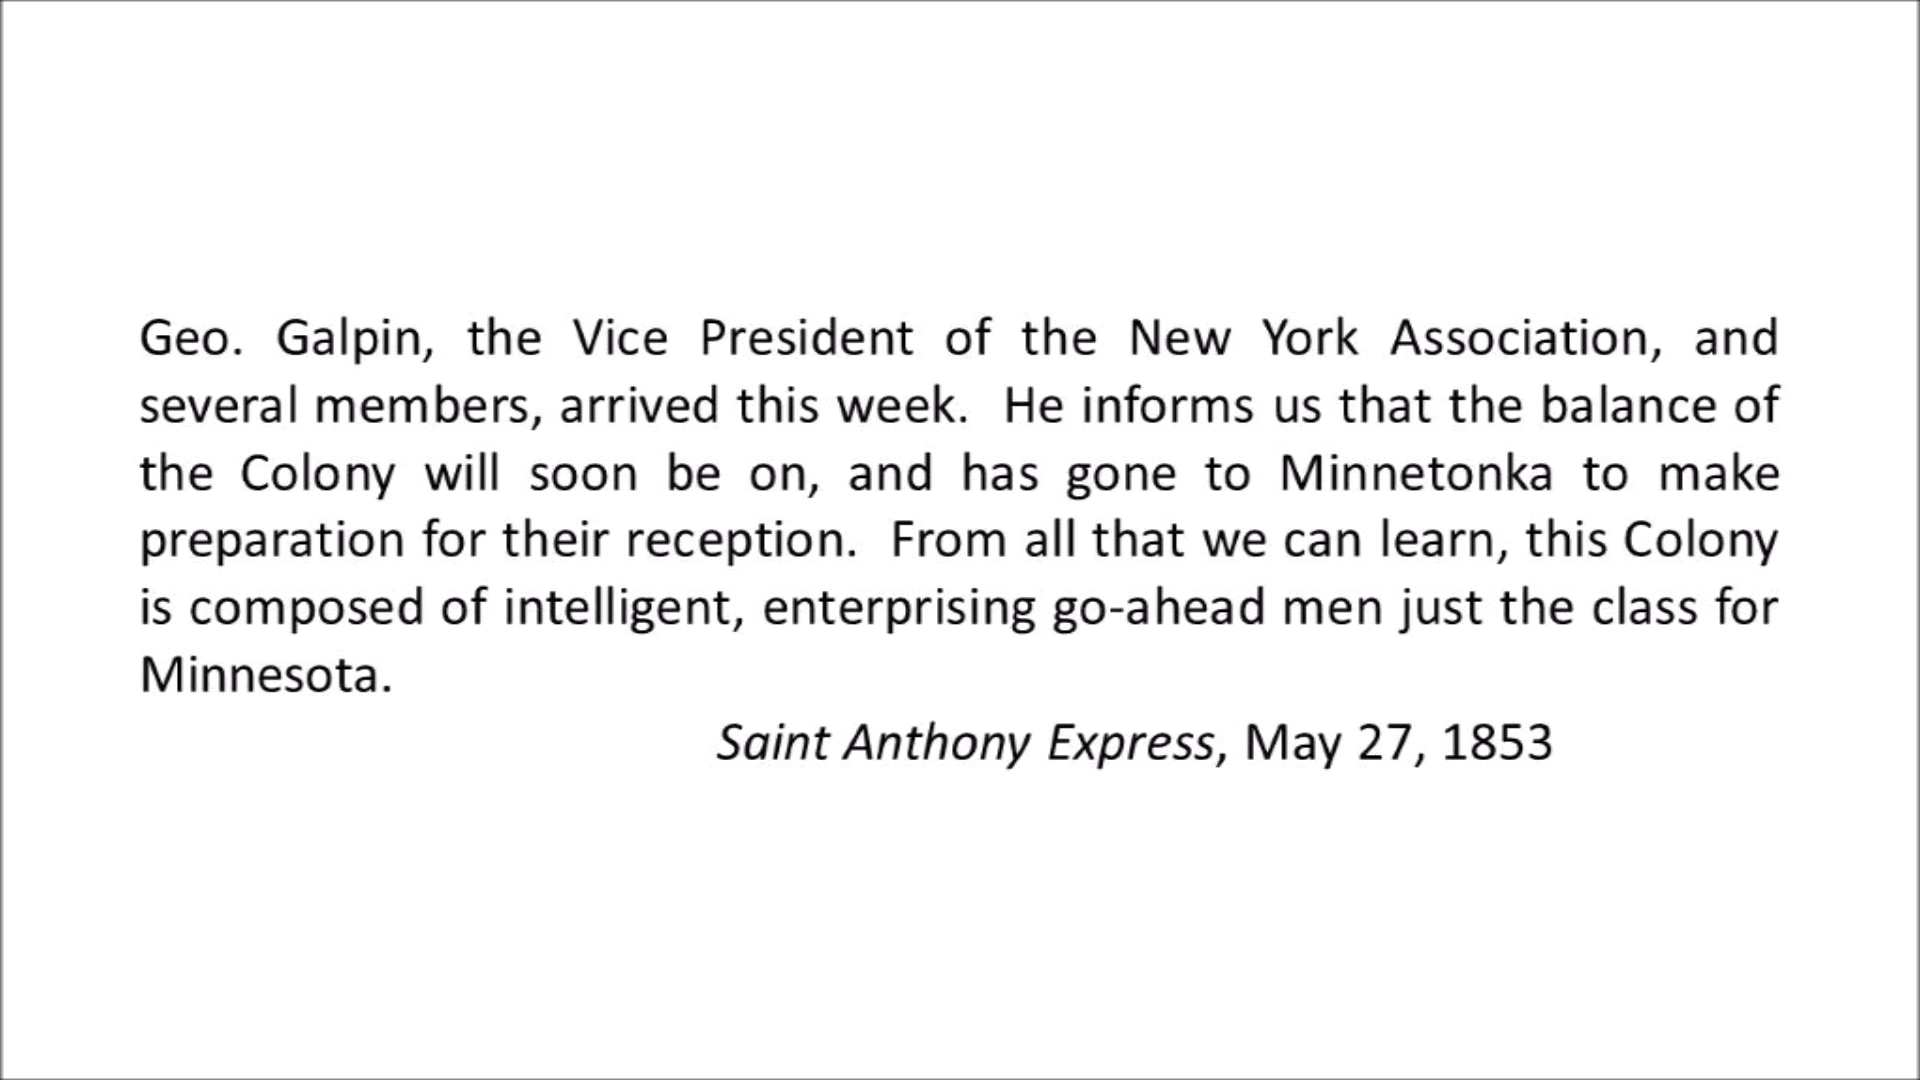 Geo. Galpin, the Vice President of the New York Association, and
several members, arrived this week.  He informs us that the balance of
the Colony will soon be on, and has gone to Minnetonka to make
preparation for their reception.  From all that we can learn, this Colony
is composed of intelligent, enterprising go-ahead men just the class for
Minnesota.
Saint Anthony Express, May 27, 1853